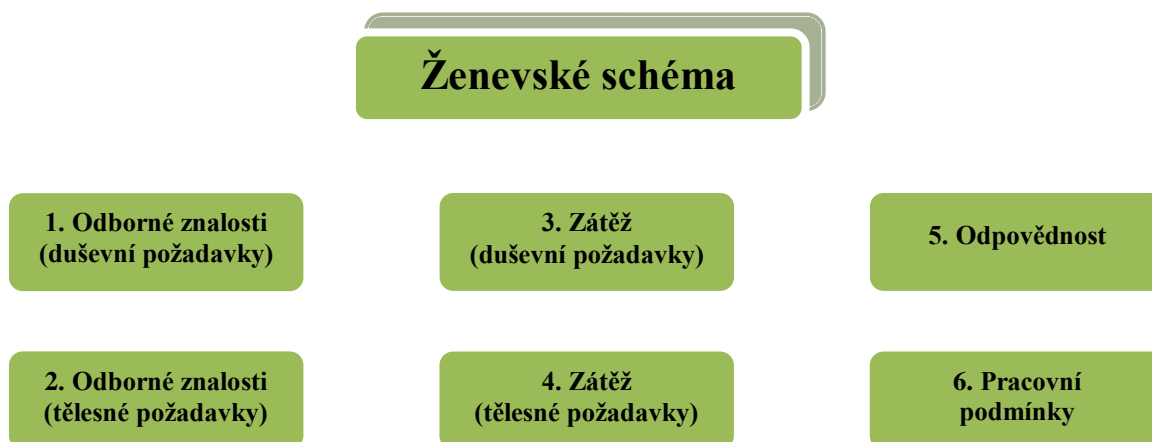 Ženevské schéma
1. Odborné znalosti
(duševní požadavky)
3. Zátěž
(duševní požadavky)
5. Odpovědnost
2. Odborné znalosti
(tělesné požadavky)
4. Zátěž
(tělesné požadavky)
6. Pracovní
podmínky